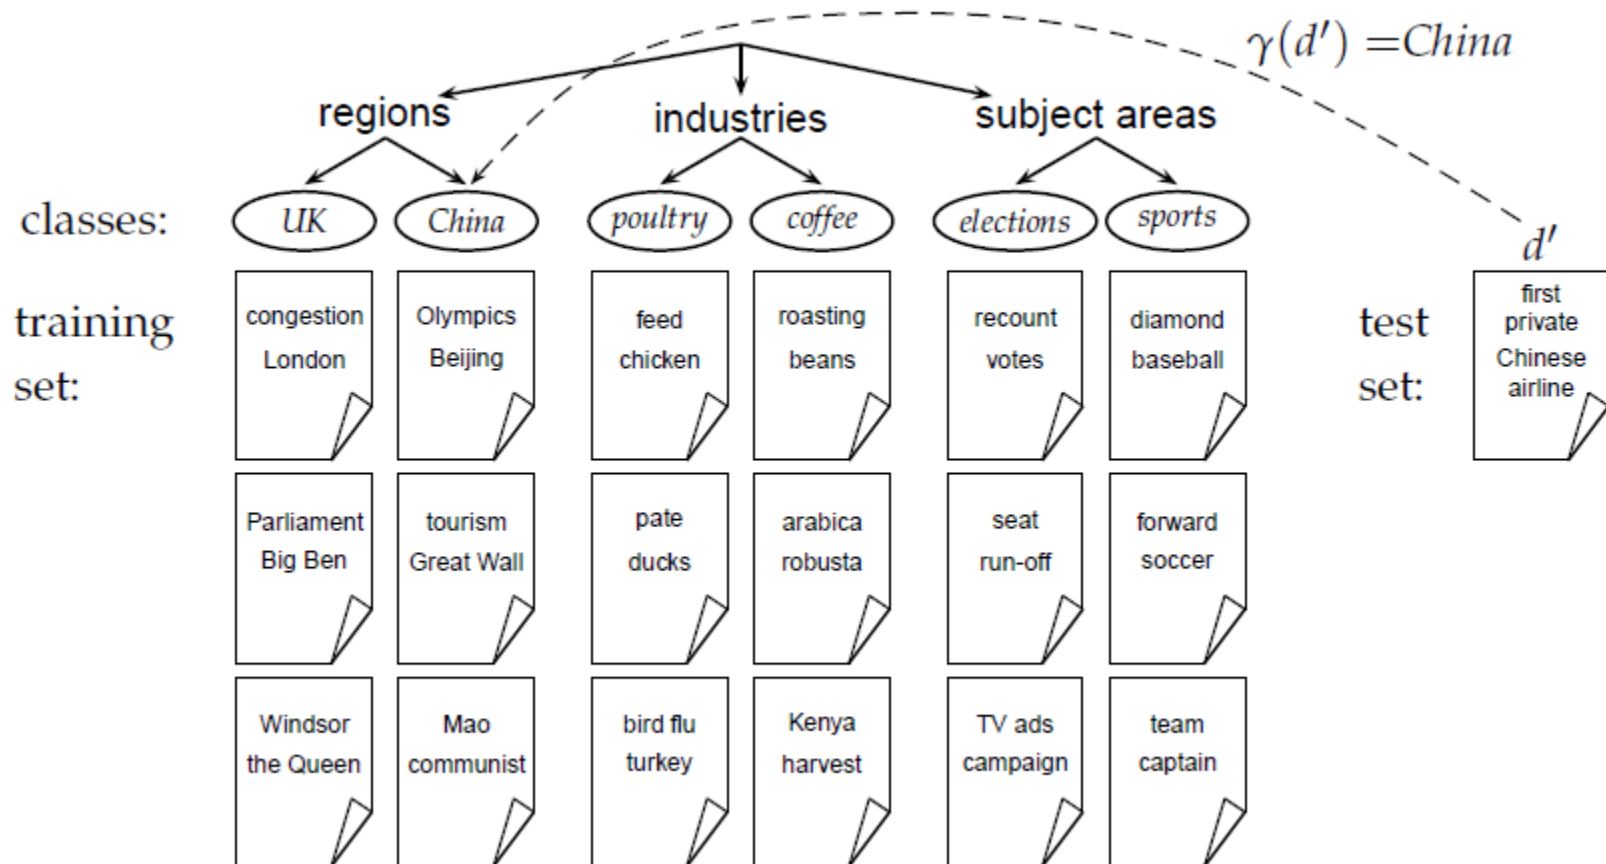 γ(d′) =China
regions
industries
subject areas
classes:
UK
China
poultry
coffee
elections
sports
d′
training
set:
congestion
London
Olympics
Beijing
feed
chicken
roasting
beans
recount
votes
diamond
baseball
test
set:
first
private
Chinese
airline
Parliament
Big Ben
tourism
Great Wall
pate
ducks
arabica
robusta
seat
run-off
forward
soccer
Windsor
the Queen
Mao
communist
bird flu
turkey
Kenya
harvest
TV ads
campaign
team
captain